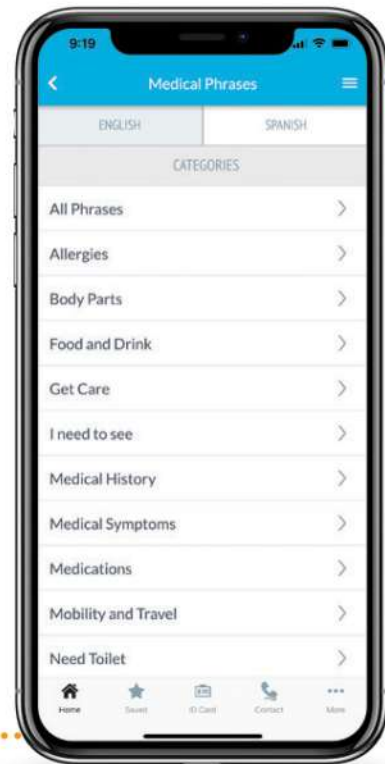 9:19
Medical Phrases
ENGLISH SPANISH
CATEGORIES
All Phrases
Allergies
Body Parts
Food and Drink
Get Care
I need to see
Medical History
Medical Symptoms
Medications
Mobility and Travel
Need Toilet
Home Saved ID Card Contact More